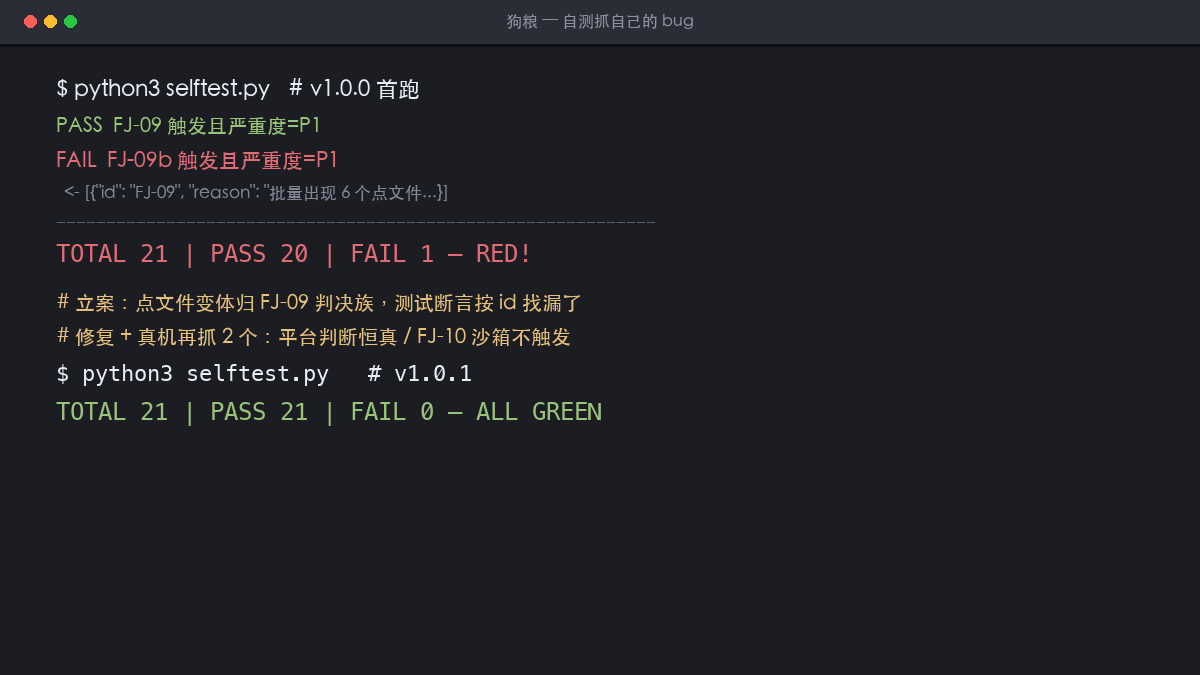 狗粮 — 自测抓自己的 bug
$ python3 selftest.py # v1.0.0 首跑
PASS FJ-09 触发且严重度=P1
FAIL FJ-09b 触发且严重度=P1
<- [{"id": "FJ-09", "reason": "批量出现 6 个点文件...}]
------------------------------------------------------------
TOTAL 21 | PASS 20 | FAIL 1 — RED!
# 立案：点文件变体归 FJ-09 判决族，测试断言按 id 找漏了
# 修复 + 真机再抓 2 个：平台判断恒真 / FJ-10 沙箱不触发
$ python3 selftest.py # v1.0.1
TOTAL 21 | PASS 21 | FAIL 0 — ALL GREEN